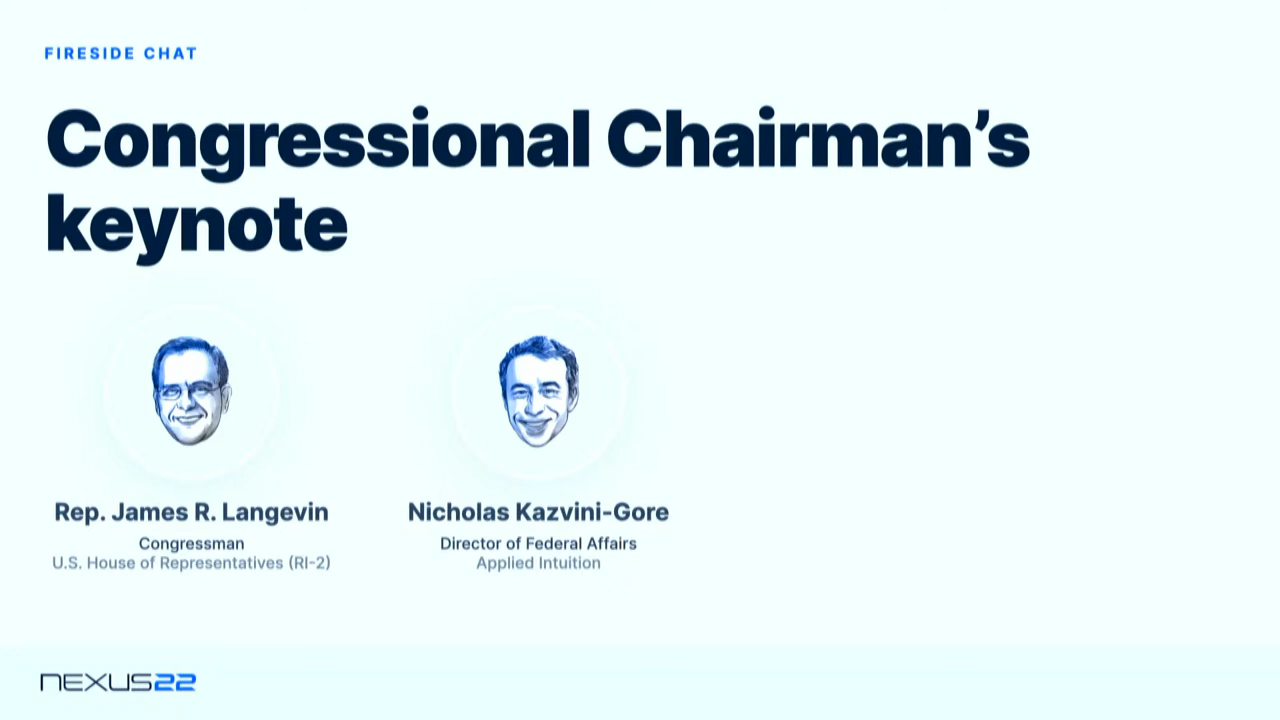 FIRESIDE CHAT
Congressional Chairman’s
keynote
Rep. James R. Langevin
Congressman
U.S. House of Representatives (RI-2)
Nicholas Kazvini-Gore
Director of Federal Affairs
Applied Intuition
NEXUS22